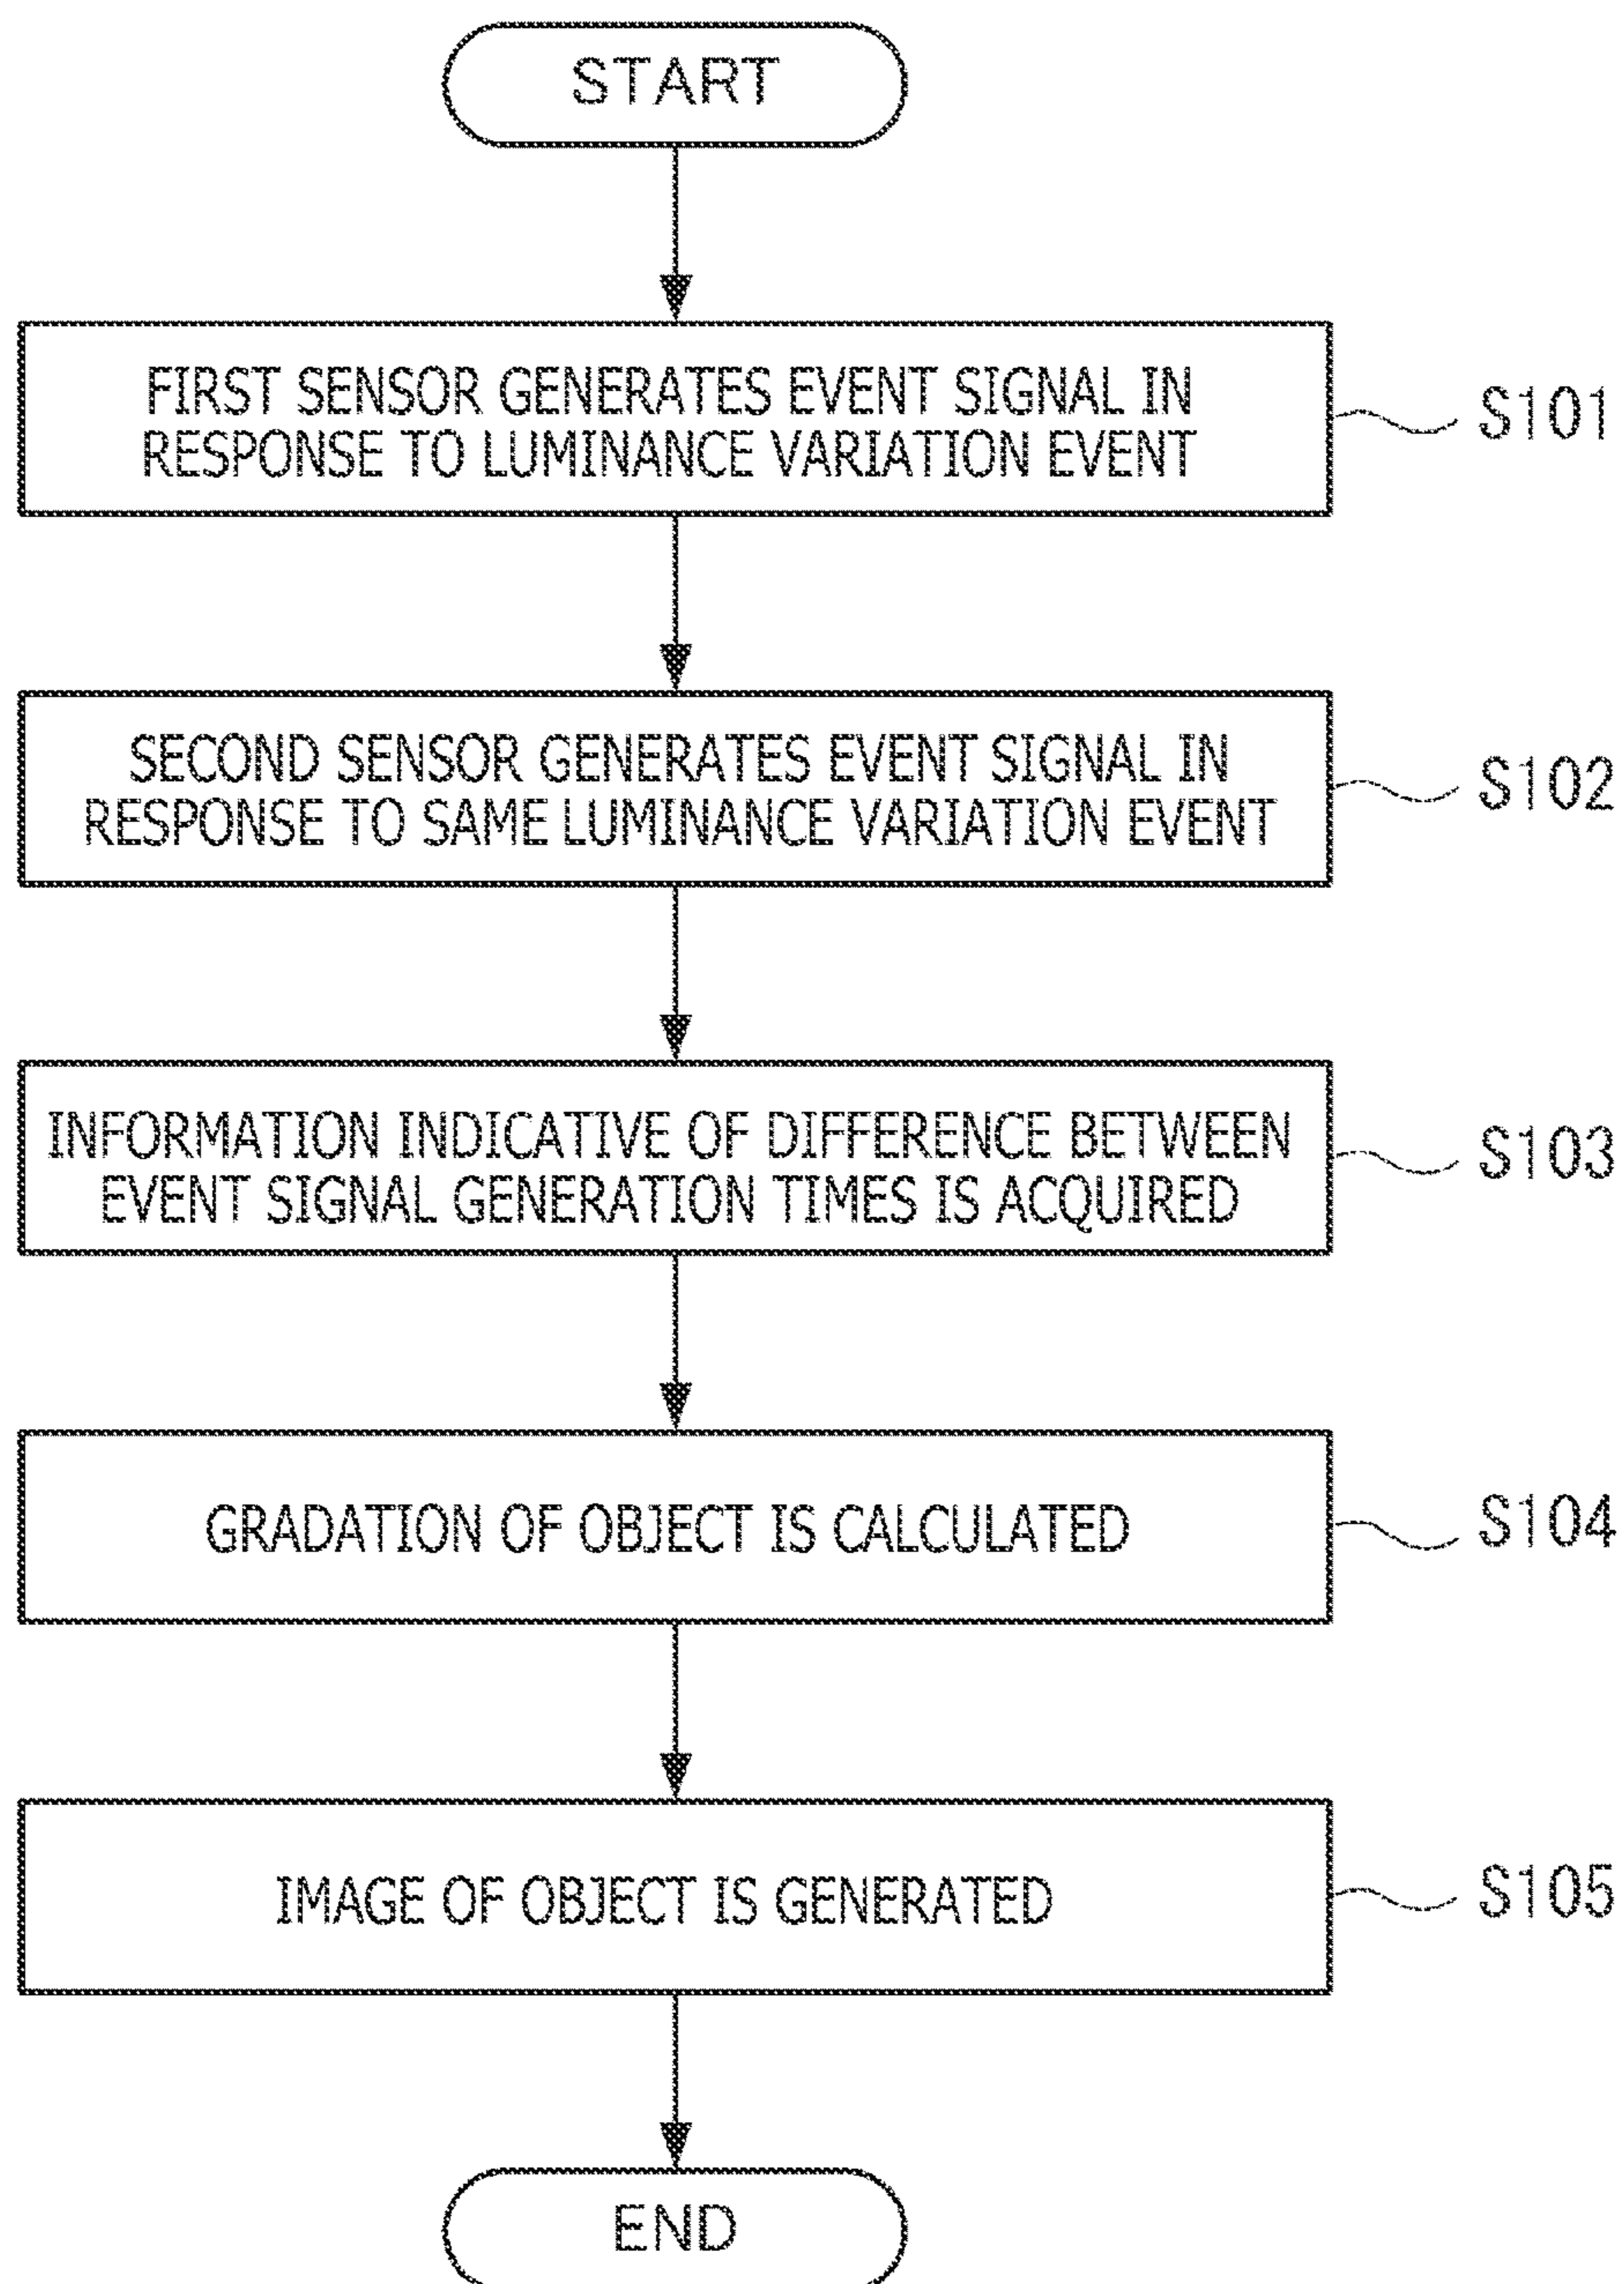 START
FIRST SENSOR GENERATES EVENT SIGNAL IN
RESPONSE TO LUMINANCE VARIATION EVENT
S101
SECOND SENSOR GENERATES EVENT SIGNAL IN
RESPONSE TO SAME LUMINANCE VARIATION EVENT
S102
INFORMATION INDICATIVE OF DIFFERENCE BETWEEN
EVENT SIGNAL GENERATION TIMES IS ACQUIRED
S103
GRADATION OF OBJECT IS CALCULATED
S104
IMAGE OF OBJECT IS GENERATED
S105
END